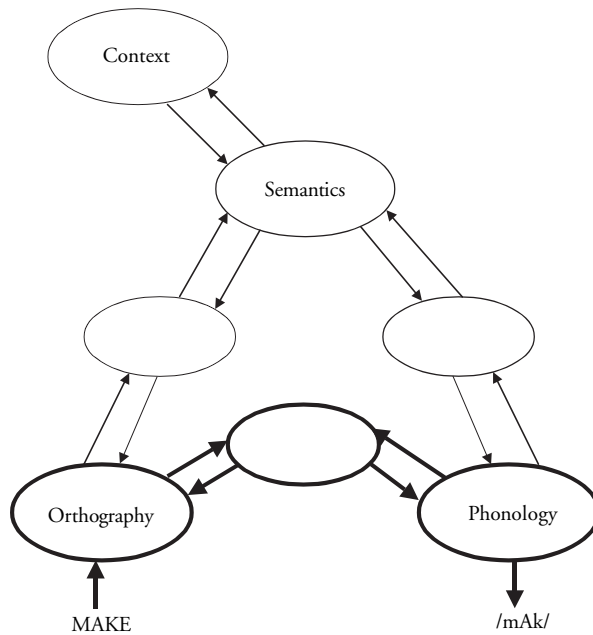 Context
Semantics
Orthography
Phonology
MAKE
/mAk/